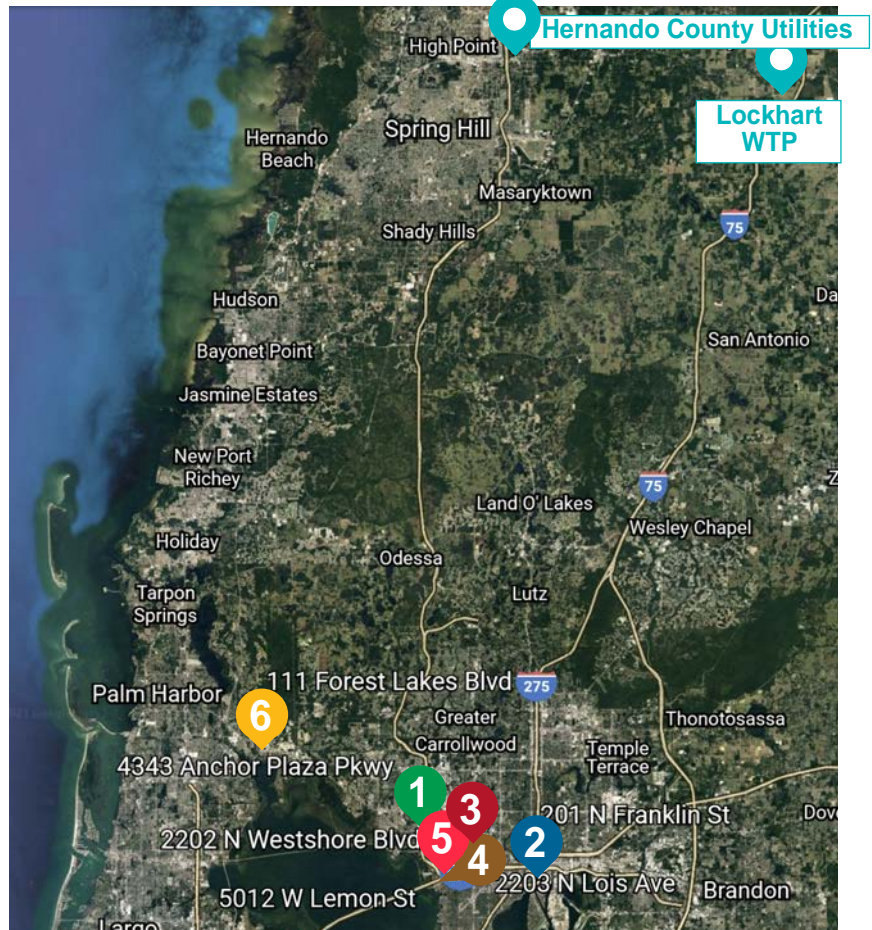 Hernando County Utilities
High Point
Lockhart
WTP
Spring Hill
Hernando
Beach
Masaryktown
75
Shady Hills
Da
Hudson
San Antonio
Bayonet Point
Jasmine Estates
New Port
Richey
75
Z
Land O' Lakes
Wesley Chapel
Holiday
Odessa
Tarpon
Springs
Lutz
111 Forest Lakes Blvd
275
Palm Harbor
6
Greater
Carrollwood
Thonotosassa
Temple
Terrace
4343 Anchor Plaza Pkwy
1
3
201 N Franklin St
Dov
2202 N Westshore Blvd
5
2
4
2203 N Lois Ave
5012 W Lemon St
Brandon
Largo